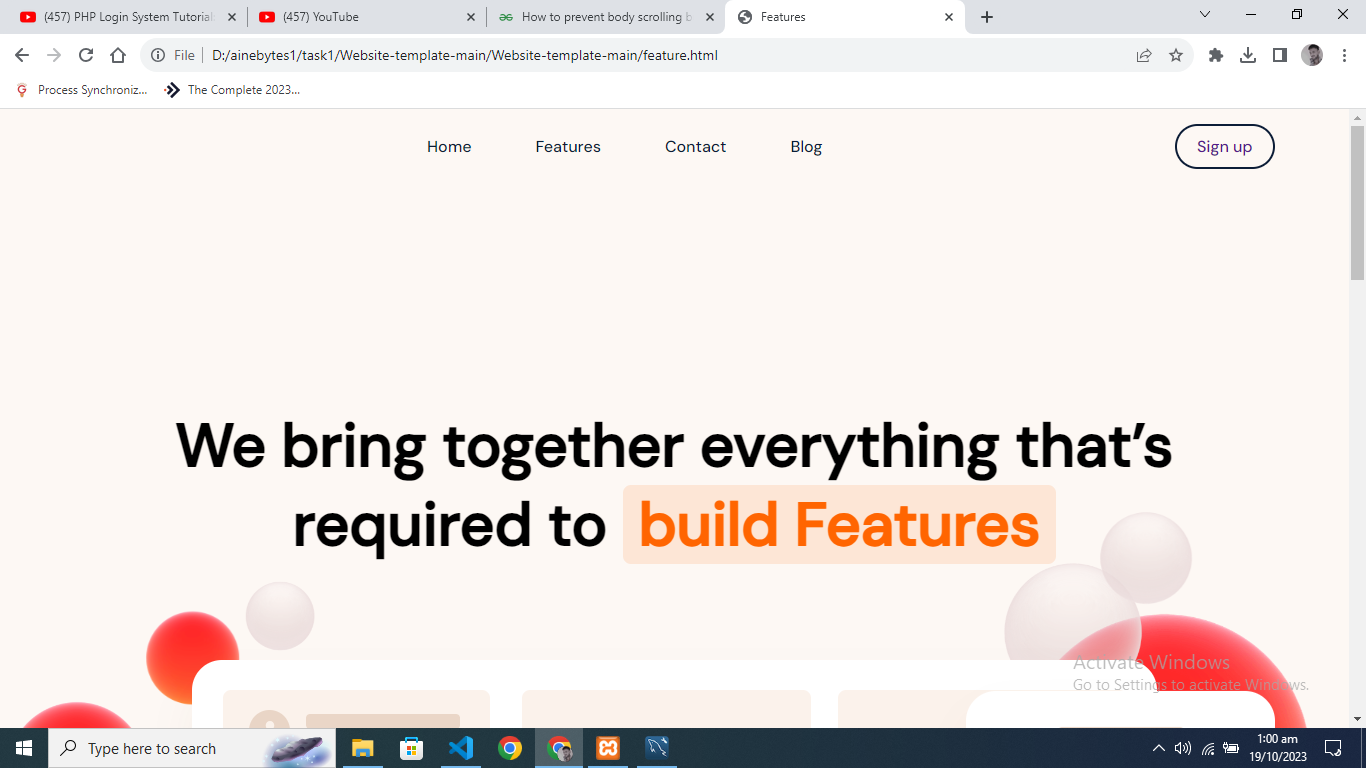 (457) PHP Login System Tutorial
(457) YouTube
How to prevent body scrolling b
Features
File
D:/ainebytes1/task1/Website-template-main/Website-template-main/feature.html
Process Synchroniz...
The Complete 2023...
Home
Features
Contact
Blog
Sign up
We bring together everything that’s
required to build Features
Activate Windows
Go to Settings to activate Windows.
Type here to search
1:00 am
19/10/2023